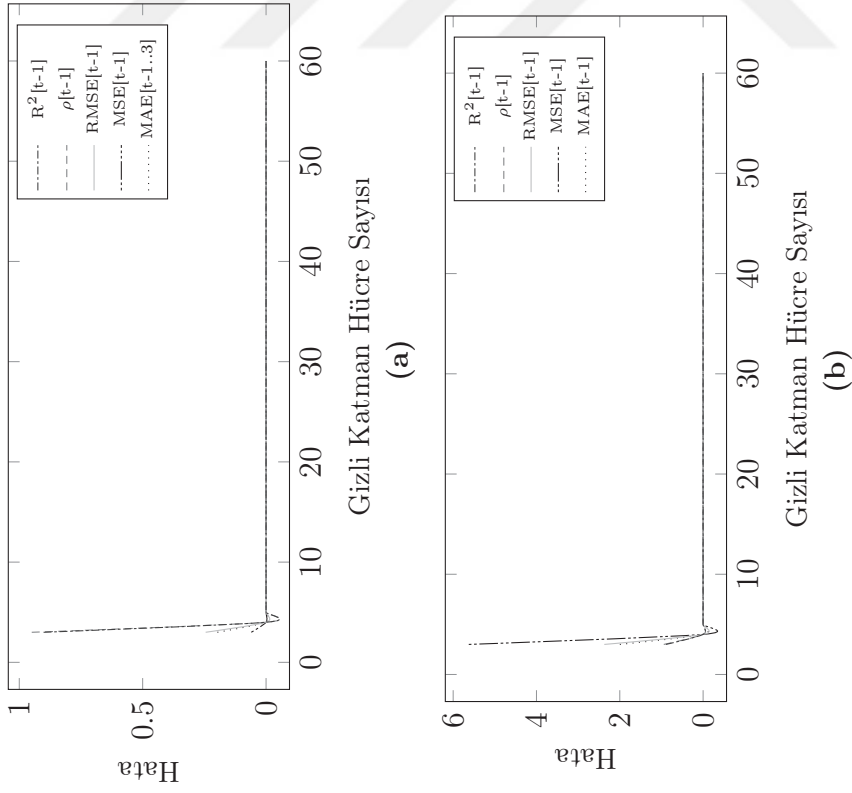 1
0.5
0
Hata
0
10
20
30
40
50
60
R²[t-1]
ρ[t-1]
RMSE[t-1]
MSE[t-1]
MAE[t-1..3]
Gizli Katman Hücre Sayısı
(a)
6
4
2
0
Hata
0
10
20
30
40
50
60
R²[t-1]
ρ[t-1]
RMSE[t-1]
MSE[t-1]
MAE[t-1]
Gizli Katman Hücre Sayısı
(b)